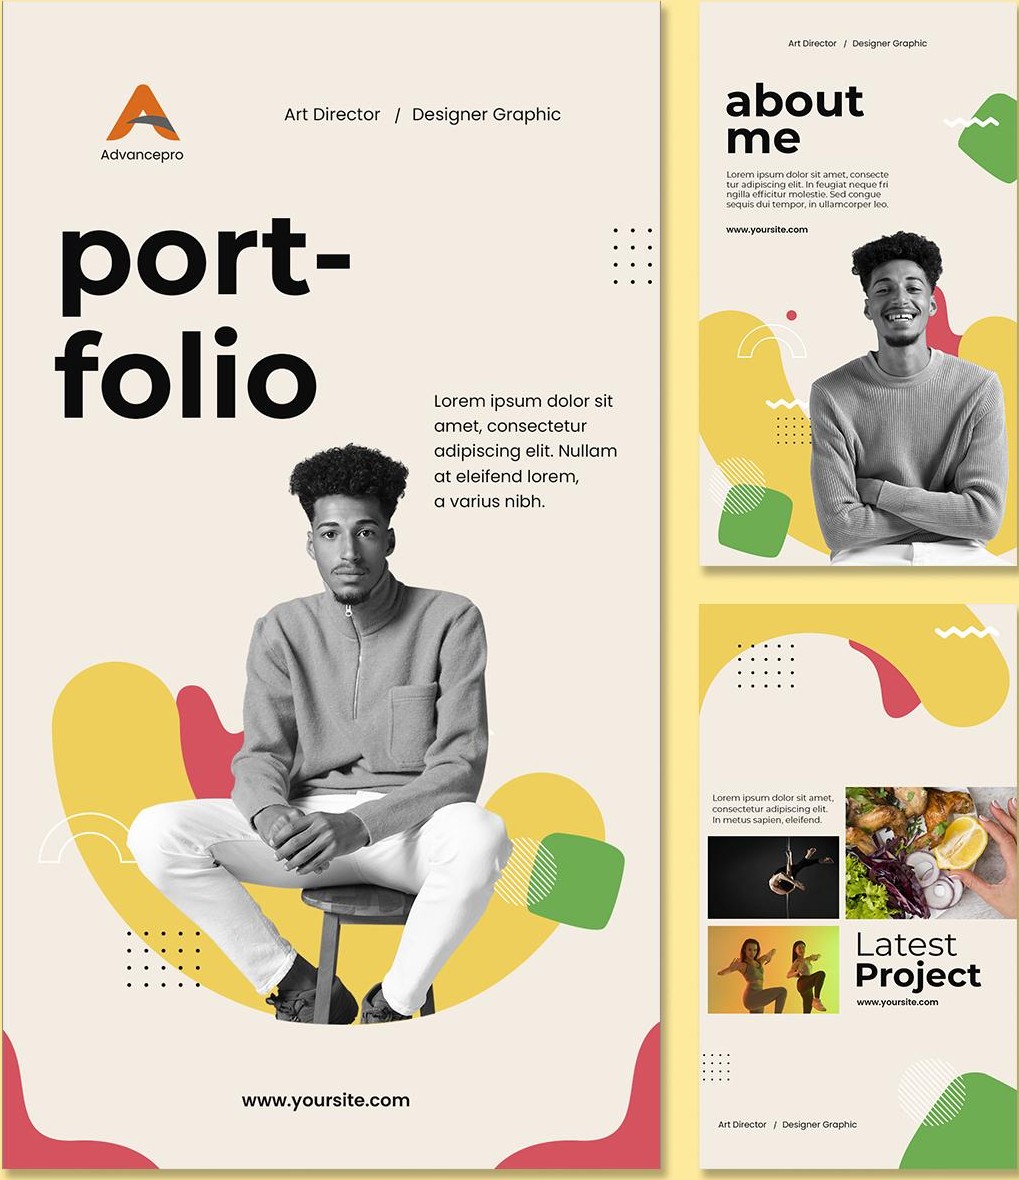 Advancepro
Art Director / Designer Graphic
port-
folio
Lorem ipsum dolor sit
amet, consectetur
adipiscing elit. Nullam
at eleifend lorem,
a varius nibh.
www.yoursite.com
Art Director / Designer Graphic
about
me
Lorem ipsum dolor sit amet, consecte
tur adipiscing elit. In feugiat neque fri
ngilla efficitur molestie. Sed congue
sequis dui tempor, in ullamcorper leo.
www.yoursite.com
Lorem ipsum dolor sit amet,
consectetur adipiscing elit.
In metus sapien, eleifend.
Latest
Project
www.yoursite.com
Art Director / Designer Graphic